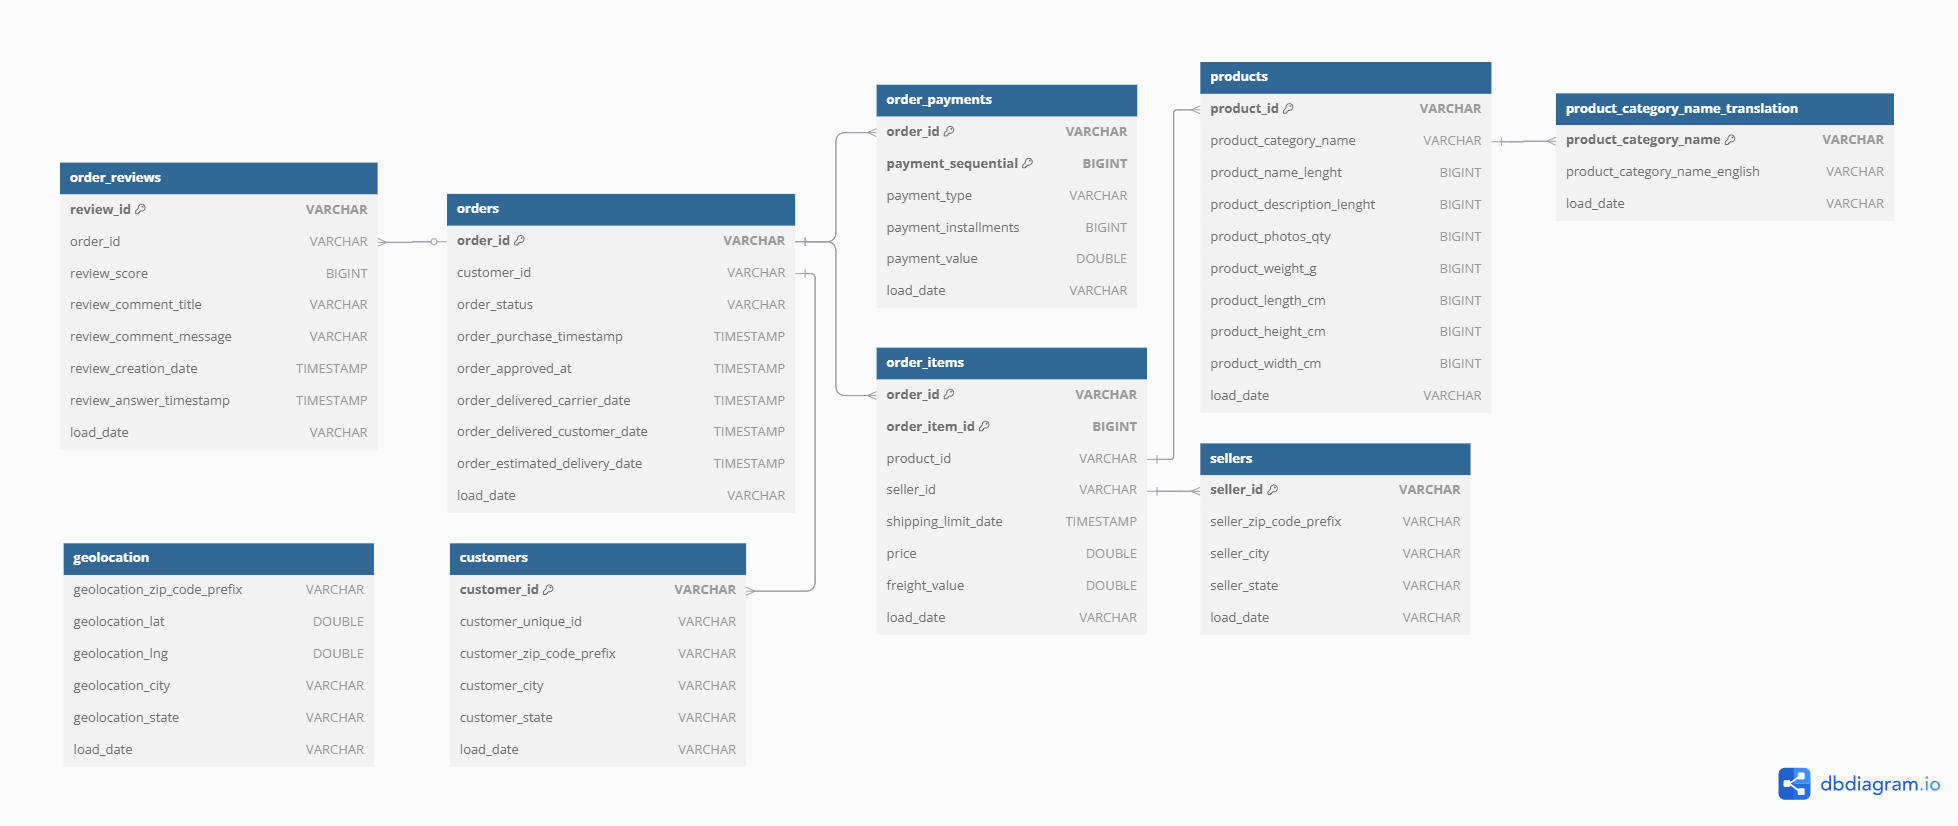 order_reviews
review_id VARCHAR
order_id VARCHAR
review_score BIGINT
review_comment_title VARCHAR
review_comment_message VARCHAR
review_creation_date TIMESTAMP
review_answer_timestamp TIMESTAMP
load_date VARCHAR
orders
order_id VARCHAR
customer_id VARCHAR
order_status VARCHAR
order_purchase_timestamp TIMESTAMP
order_approved_at TIMESTAMP
order_delivered_carrier_date TIMESTAMP
order_delivered_customer_date TIMESTAMP
order_estimated_delivery_date TIMESTAMP
load_date VARCHAR
order_payments
order_id VARCHAR
payment_sequential BIGINT
payment_type VARCHAR
payment_installments BIGINT
payment_value DOUBLE
load_date VARCHAR
products
product_id VARCHAR
product_category_name VARCHAR
product_name_lenght BIGINT
product_description_lenght BIGINT
product_photos_qty BIGINT
product_weight_g BIGINT
product_length_cm BIGINT
product_height_cm BIGINT
product_width_cm BIGINT
load_date VARCHAR
product_category_name_translation
product_category_name VARCHAR
product_category_name_english VARCHAR
load_date VARCHAR
order_items
order_id VARCHAR
order_item_id BIGINT
product_id VARCHAR
seller_id VARCHAR
shipping_limit_date TIMESTAMP
price DOUBLE
freight_value DOUBLE
load_date VARCHAR
sellers
seller_id VARCHAR
seller_zip_code_prefix VARCHAR
seller_city VARCHAR
seller_state VARCHAR
load_date VARCHAR
geolocation
geolocation_zip_code_prefix VARCHAR
geolocation_lat DOUBLE
geolocation_lng DOUBLE
geolocation_city VARCHAR
geolocation_state VARCHAR
load_date VARCHAR
customers
customer_id VARCHAR
customer_unique_id VARCHAR
customer_zip_code_prefix VARCHAR
customer_city VARCHAR
customer_state VARCHAR
load_date VARCHAR
dbdiagram.io